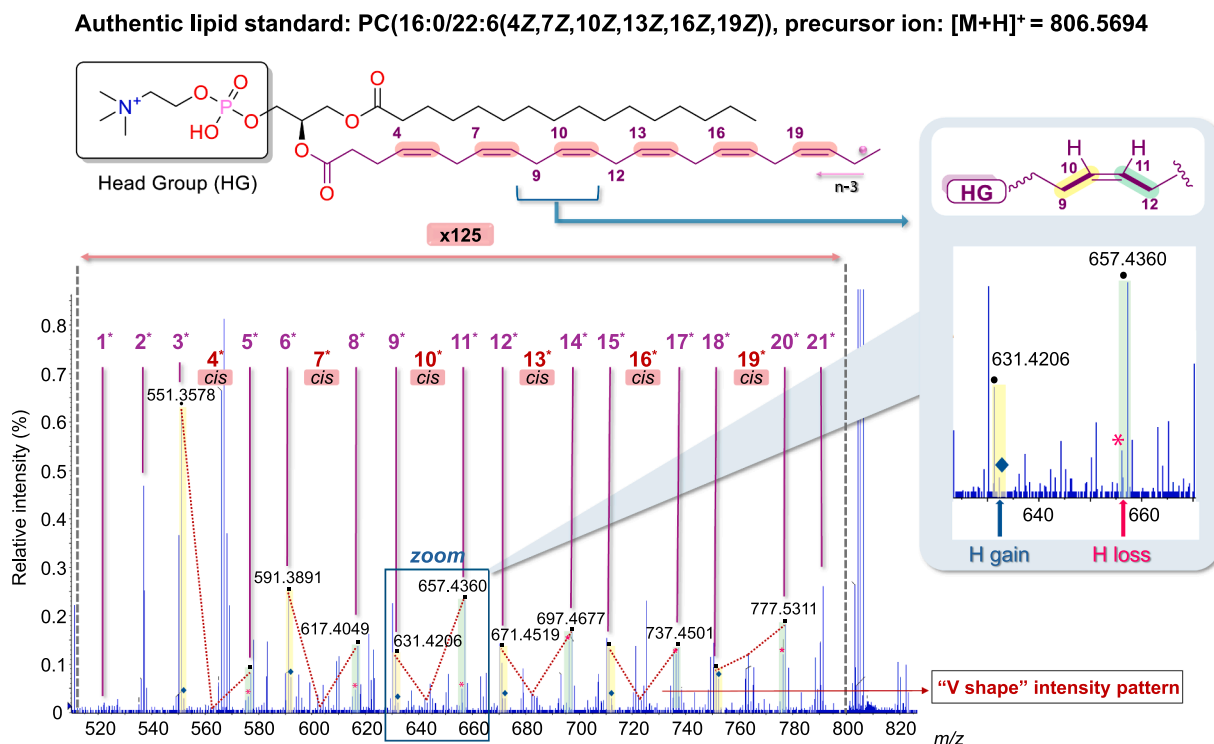 Authentic lipid standard: PC(16:0/22:6(4Z,7Z,10Z,13Z,16Z,19Z)), precursor ion: [M+H]+ = 806.5694
N+
O
P
O
HO
O
O
O
O
O
Head Group (HG)
4 7 10 13 16 19
9 12
n-3
H H
10 11
HG
9 12
x125
657.4360
631.4206
*
640 660
H gain H loss
Relative intensity (%)
0.8
0.7
0.6
0.5
0.4
0.3
0.2
0.1
0
1* 2* 3* 5* 6* 8* 9* 11* 12* 14* 15* 17* 18* 20* 21*
4* 7* 10* 13* 16* 19*
cis cis cis cis cis cis
551.3578
zoom
591.3891
657.4360
617.4049
631.4206
671.4519
697.4677
737.4501
777.5311
* * * * * *
"V shape" intensity pattern
520 540 560 580 600 620 640 660 680 700 720 740 760 780 800 820
m/z